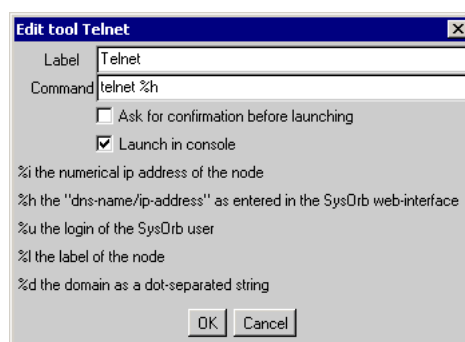 Edit tool Telnet
Label Telnet
Command telnet %h
Ask for confirmation before launching
Launch in console
%i the numerical ip address of the node
%h the "dns-name/ip-address" as entered in the SysOrb web-interface
%u the login of the SysOrb user
%l the label of the node
%d the domain as a dot-separated string
OK Cancel